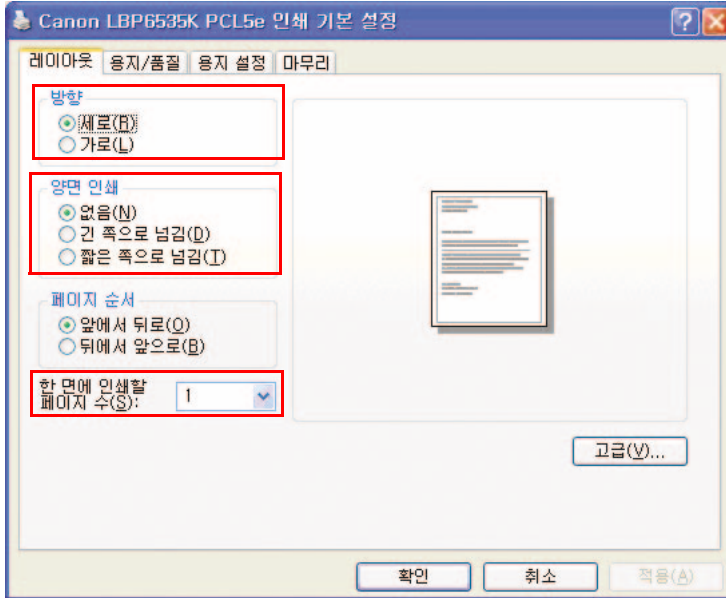 Canon LBP6535K PCL5e 인쇄 기본 설정
레이아웃 용지/품질 용지 설정 마무리
방향
세로(R)
가로(L)
양면 인쇄
없음(N)
긴 쪽으로 넘김(D)
짧은 쪽으로 넘김(T)
페이지 순서
앞에서 뒤로(O)
뒤에서 앞으로(B)
한 면에 인쇄할
페이지 수(S): 1
고급(V)...
확인 취소 적용(A)